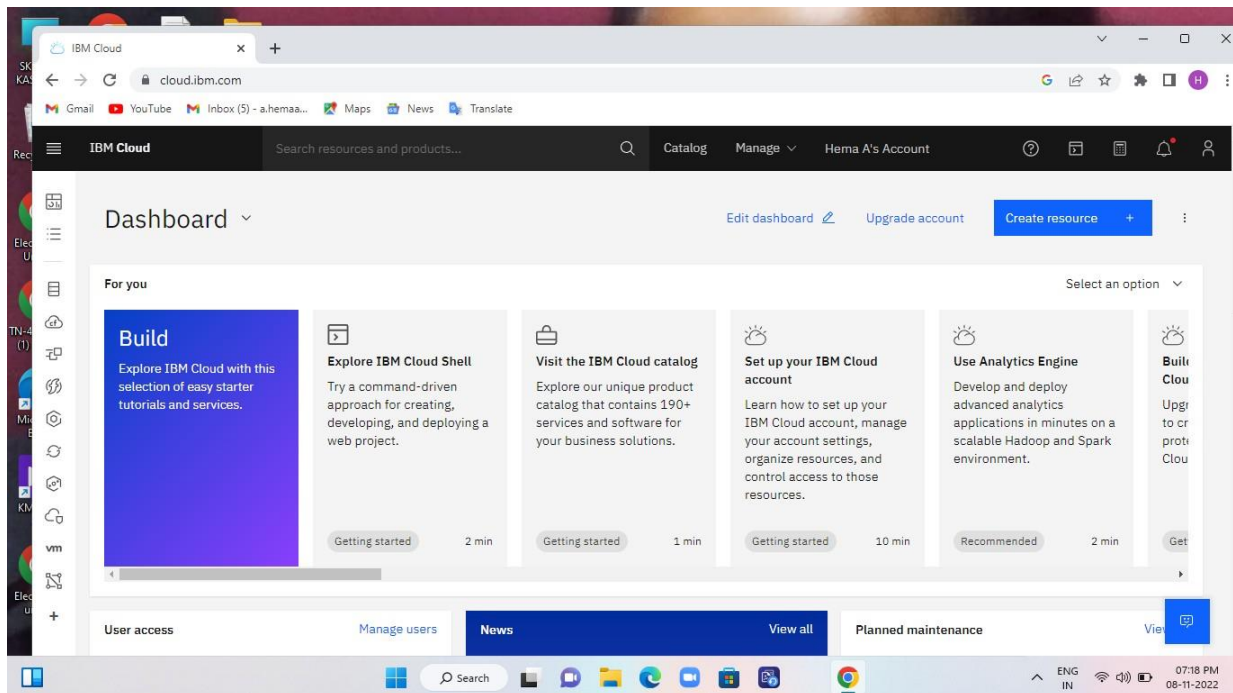 IBM Cloud
cloud.ibm.com
Gmail YouTube Inbox (5) - a.hemaa... Maps News Translate
IBM Cloud Search resources and products... Catalog Manage Hema A's Account
Dashboard Edit dashboard Upgrade account Create resource +
For you Select an option
Build
Explore IBM Cloud with this
selection of easy starter
tutorials and services.
Explore IBM Cloud Shell
Try a command-driven
approach for creating,
developing, and deploying a
web project.
Getting started 2 min
Visit the IBM Cloud catalog
Explore our unique product
catalog that contains 190+
services and software for
your business solutions.
Getting started 1 min
Set up your IBM Cloud
account
Learn how to set up your
IBM Cloud account, manage
your account settings,
organize resources, and
control access to those
resources.
Getting started 10 min
Use Analytics Engine
Develop and deploy
advanced analytics
applications in minutes on a
scalable Hadoop and Spark
environment.
Recommended 2 min
vm
User access Manage users
News View all
Planned maintenance
Search
ENG
IN
07:18 PM
08-11-2022